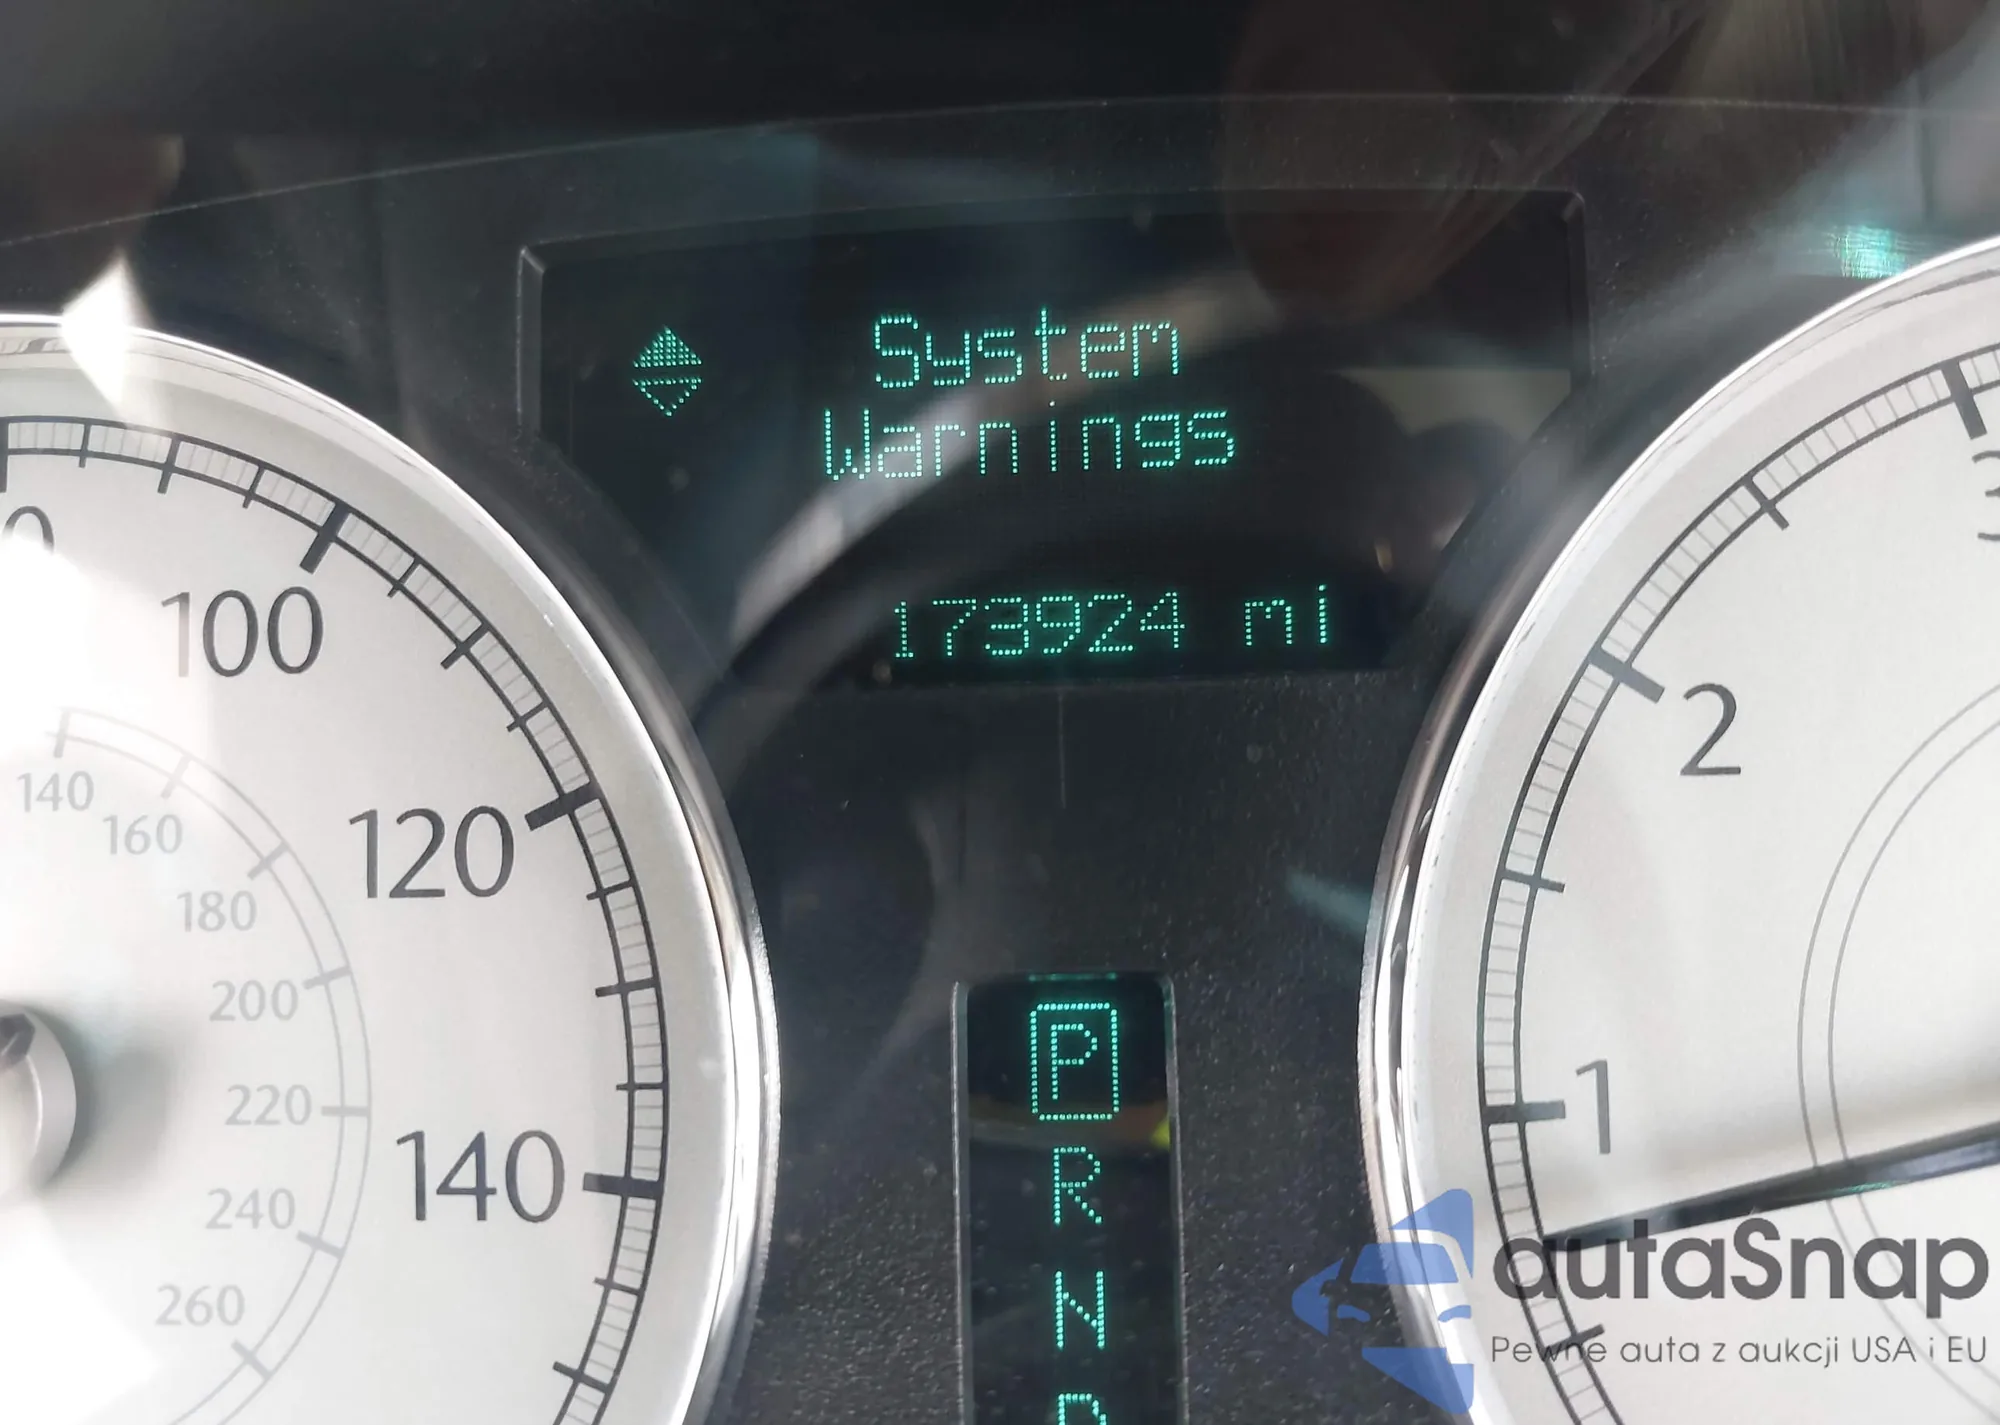 System
Warnings
173924 mi
100
120
140
140
160
180
200
220
240
260
P
R
N
2
1
autaSnap
Pewne auta z aukcji USA i EU